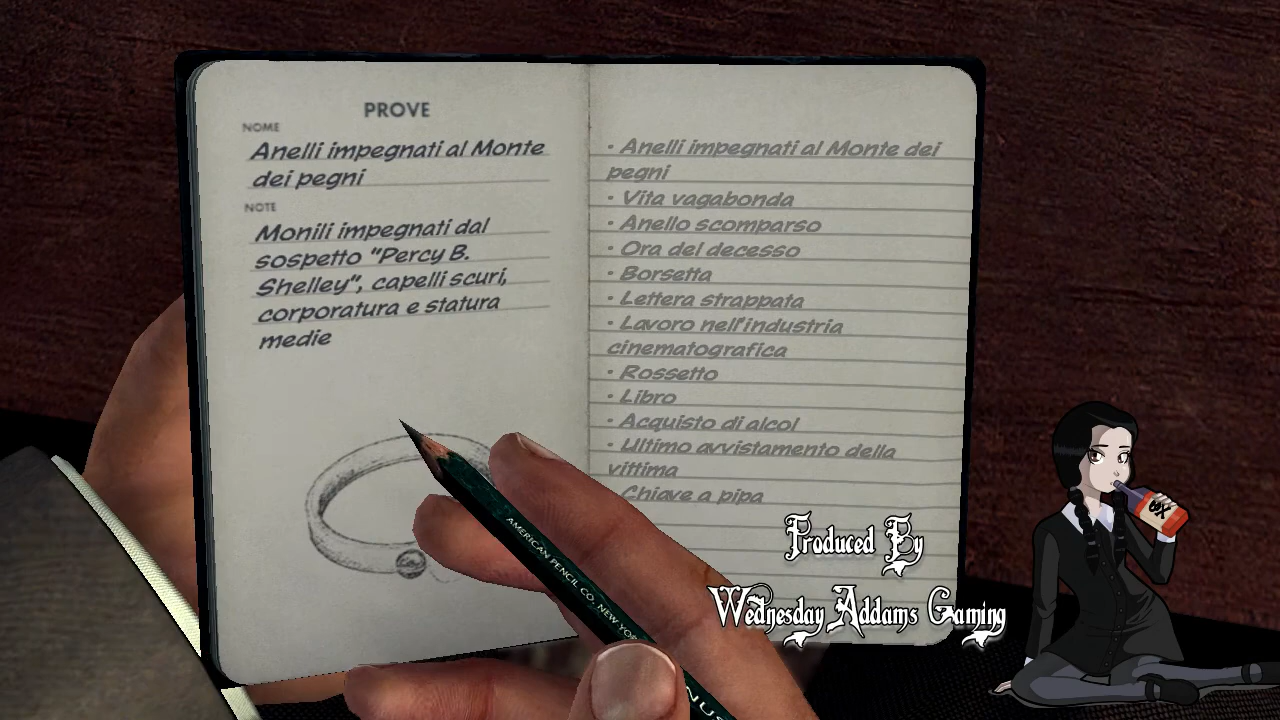 PROVE
NOME
Anelli impegnati al Monte
dei pegni
NOTE
Monili impegnati dal
sospetto "Percy B.
Shelley", capelli scuri,
corporatura e statura
medie
• Anelli impegnati al Monte dei
pegni
• Vita vagabonda
• Anello scomparso
• Ora del decesso
• Borsetta
• Lettera strappata
• Lavoro nell'industria
cinematografica
• Rossetto
• Libro
• Acquisto di alcol
• Ultimo avvistamento della
vittima
Chiave a pipa
AMERICAN PENCIL CO. NEW YOR
NUS
Produced By
Wednesday Addams Gaming